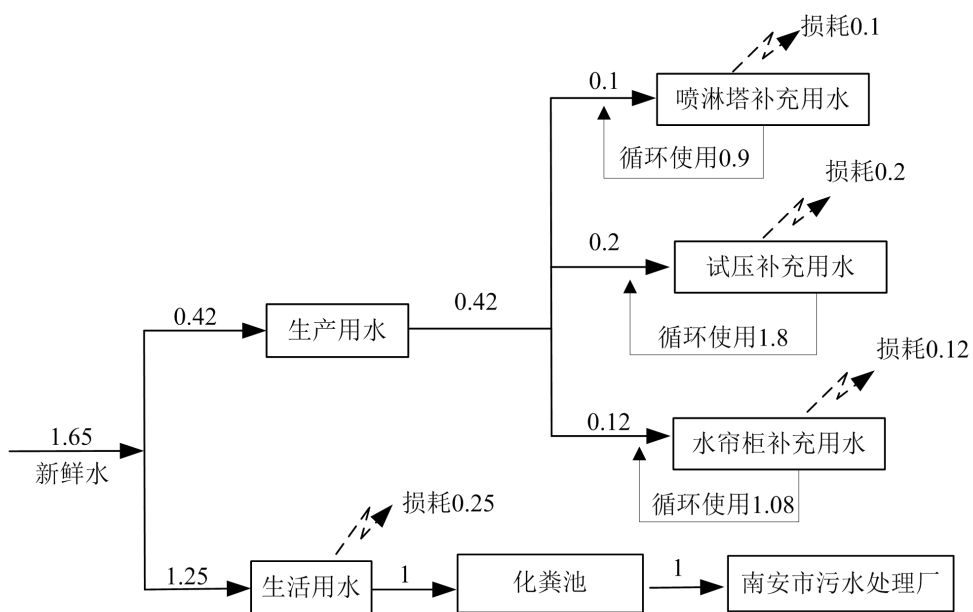 损耗0.1
0.1
喷淋塔补充用水
循环使用0.9
损耗0.2
0.2
试压补充用水
循环使用1.8
0.42
生产用水
0.42
损耗0.12
0.12
水帘柜补充用水
循环使用1.08
1.65
新鲜水
损耗0.25
1.25
生活用水
1
化粪池
1
南安市污水处理厂